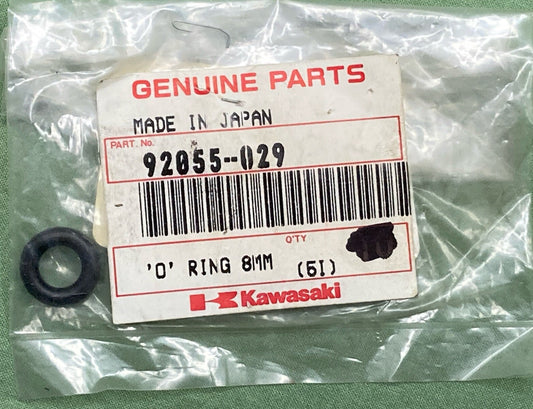 GENUINE PARTS
MADE IN JAPAN
PART. No.
92055-029
Q'TY
'O' RING 8MM (5I)
Kawasaki